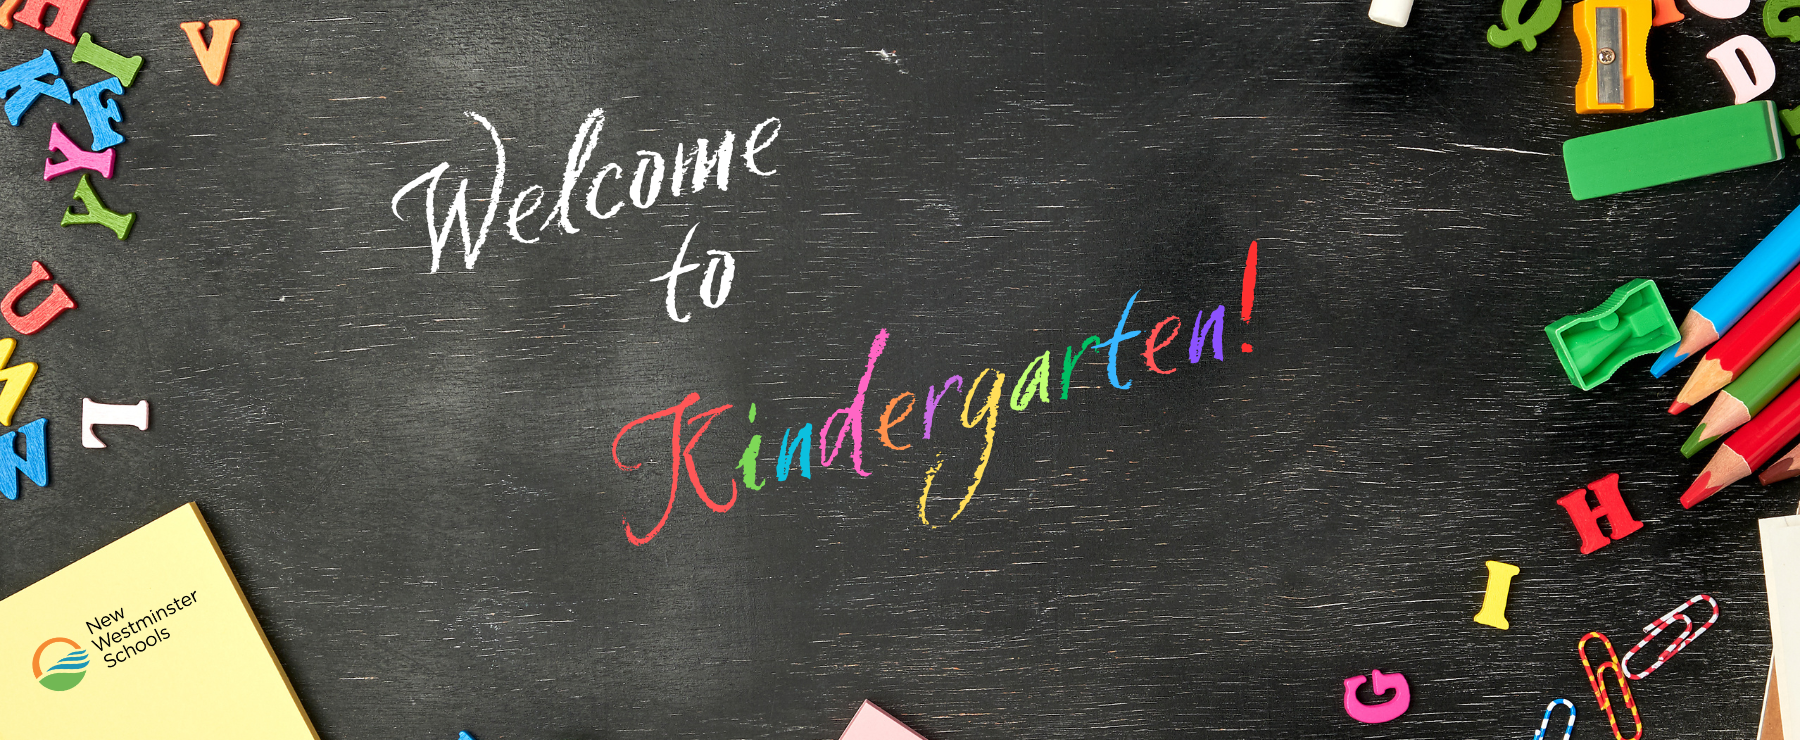 Welcome
to
Kindergarten!
New
Westminster
Schools
H
V
I
K
F
Y
Y
U
Z
L
D
H
I
G